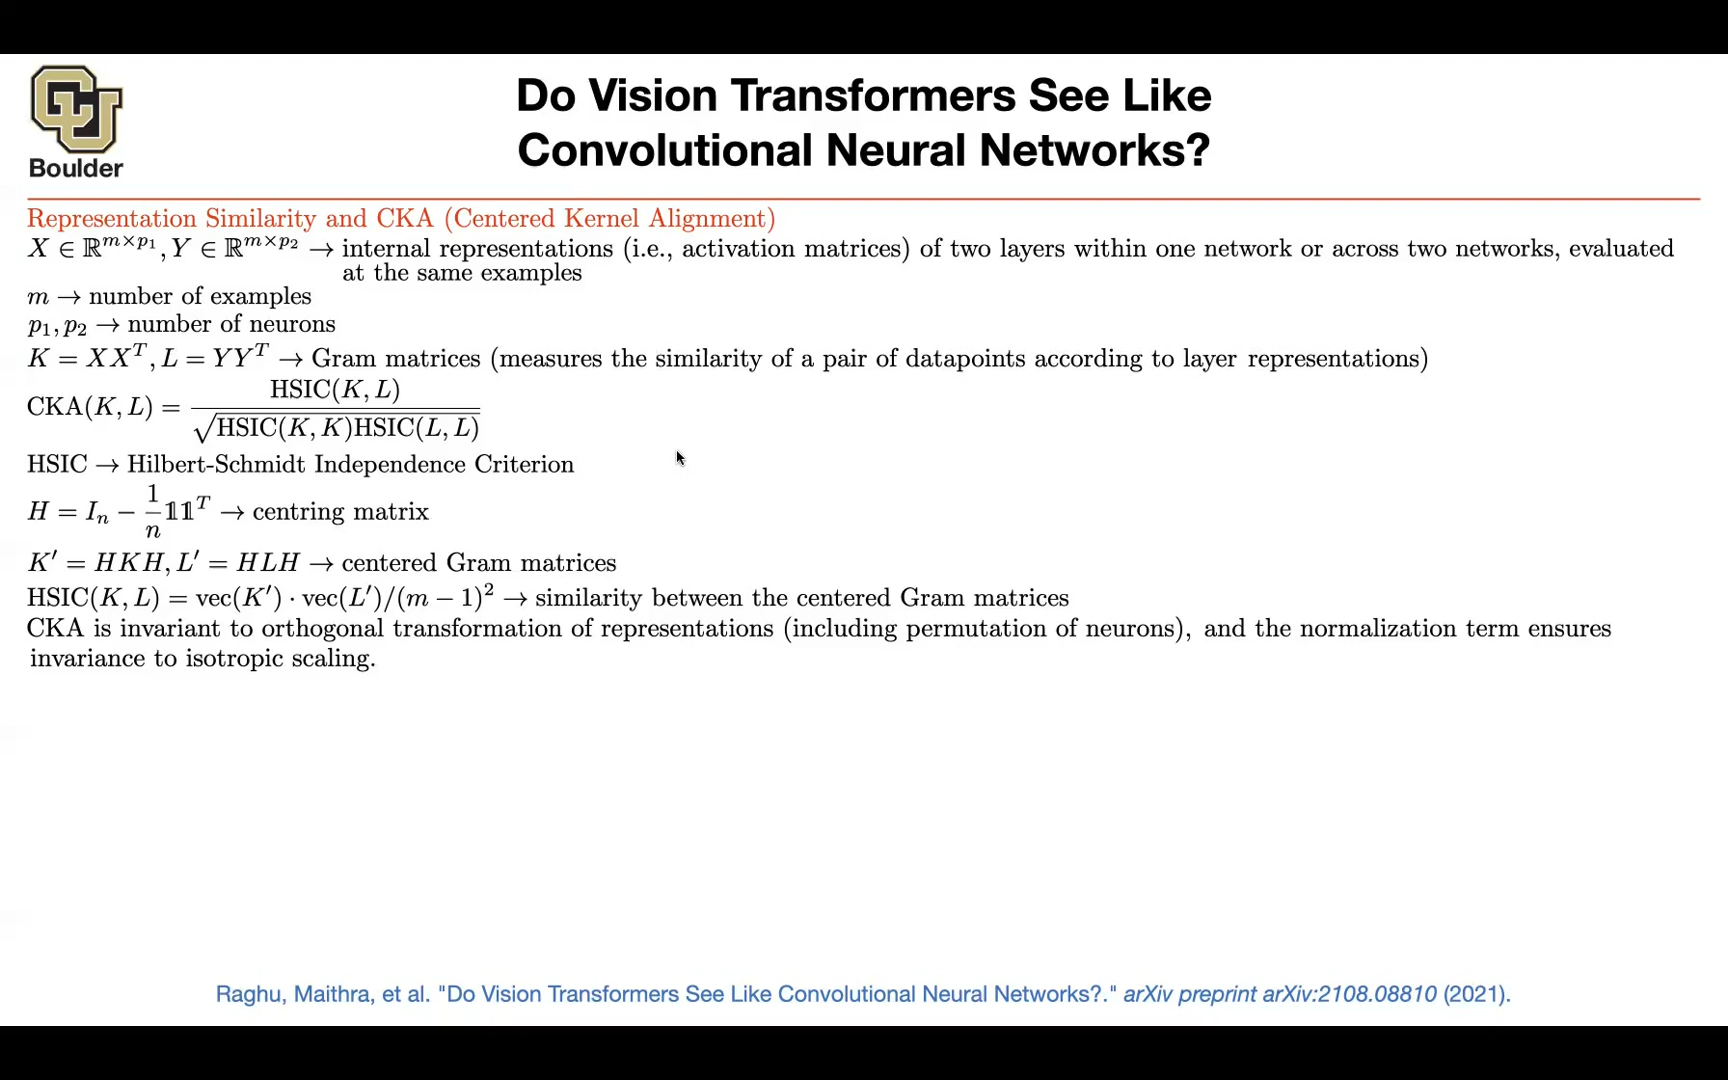 CU
Boulder
Do Vision Transformers See Like
Convolutional Neural Networks?
Representation Similarity and CKA (Centered Kernel Alignment)
X ∈ ℝ^{m×p₁}, Y ∈ ℝ^{m×p₂} → internal representations (i.e., activation matrices) of two layers within one network or across two networks, evaluated
at the same examples
m → number of examples
p₁, p₂ → number of neurons
K = XX^T, L = YY^T → Gram matrices (measures the similarity of a pair of datapoints according to layer representations)
CKA(K, L) = HSIC(K, L) / √(HSIC(K, K)HSIC(L, L))
HSIC → Hilbert-Schmidt Independence Criterion
H = I_n − (1/n)𝟙𝟙^T → centring matrix
K′ = HKH, L′ = HLH → centered Gram matrices
HSIC(K, L) = vec(K′) · vec(L′)/(m − 1)² → similarity between the centered Gram matrices
CKA is invariant to orthogonal transformation of representations (including permutation of neurons), and the normalization term ensures
invariance to isotropic scaling.
Raghu, Maithra, et al. "Do Vision Transformers See Like Convolutional Neural Networks?." arXiv preprint arXiv:2108.08810 (2021).